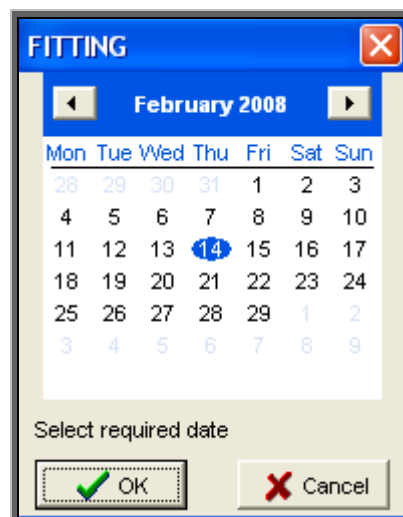 FITTING
February 2008
Mon Tue Wed Thu Fri Sat Sun
28 29 30 31 1 2 3
4 5 6 7 8 9 10
11 12 13 14 15 16 17
18 19 20 21 22 23 24
25 26 27 28 29 1 2
3 4 5 6 7 8 9
Select required date
OK Cancel